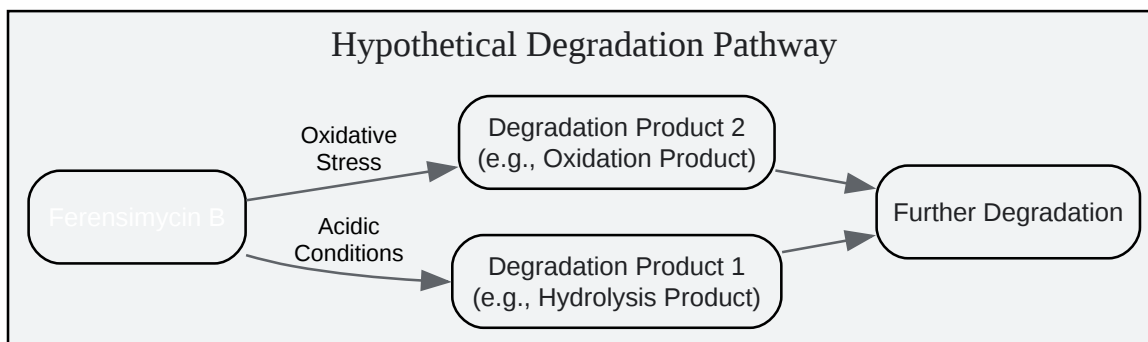 Hypothetical Degradation Pathway
Ferensimycin B
Oxidative
Stress
Degradation Product 2
(e.g., Oxidation Product)
Acidic
Conditions
Degradation Product 1
(e.g., Hydrolysis Product)
Further Degradation